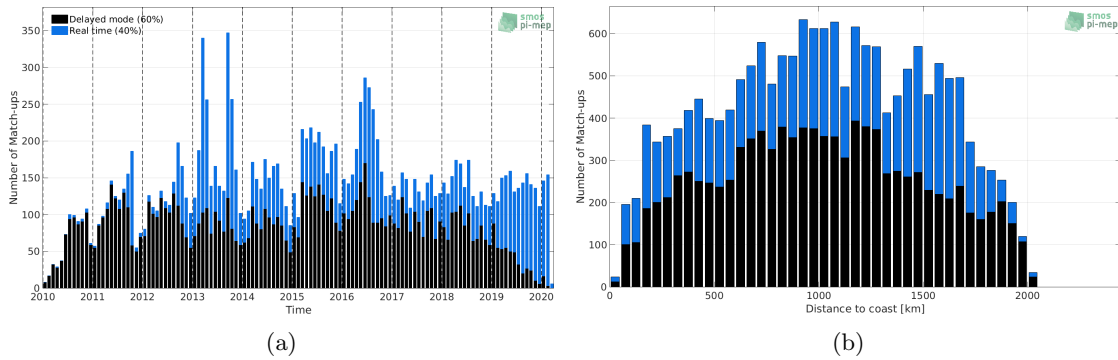 Delayed mode (60%)
Real time (40%)
smos
pi-mep
Number of Match-ups
350
300
250
200
150
100
50
0
2010 2011 2012 2013 2014 2015 2016 2017 2018 2019 2020
Time
(a)
smos
pi-mep
Number of Match-ups
600
500
400
300
200
100
0
0 500 1000 1500 2000
Distance to coast [km]
(b)